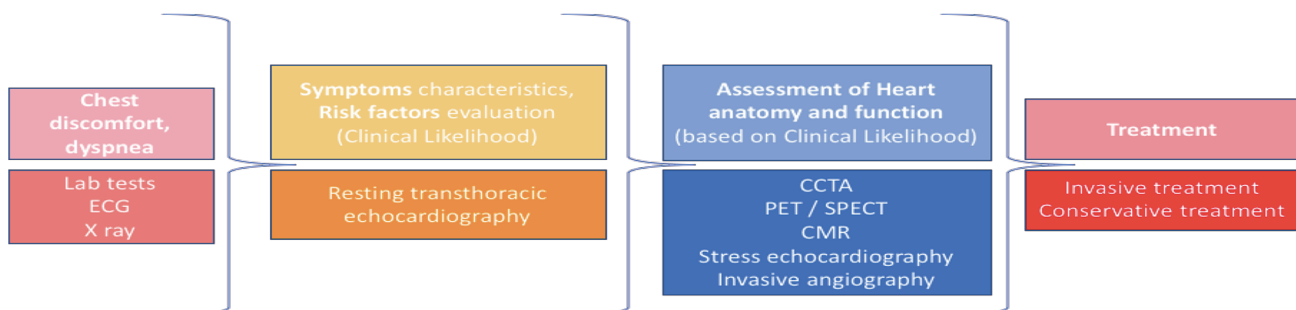 Chest
discomfort,
dyspnea
Lab tests
ECG
X ray
Symptoms characteristics,
Risk factors evaluation
(Clinical Likelihood)
Resting transthoracic
echocardiography
Assessment of Heart
anatomy and function
(based on Clinical Likelihood)
CCTA
PET / SPECT
CMR
Stress echocardiography
Invasive angiography
Treatment
Invasive treatment
Conservative treatment